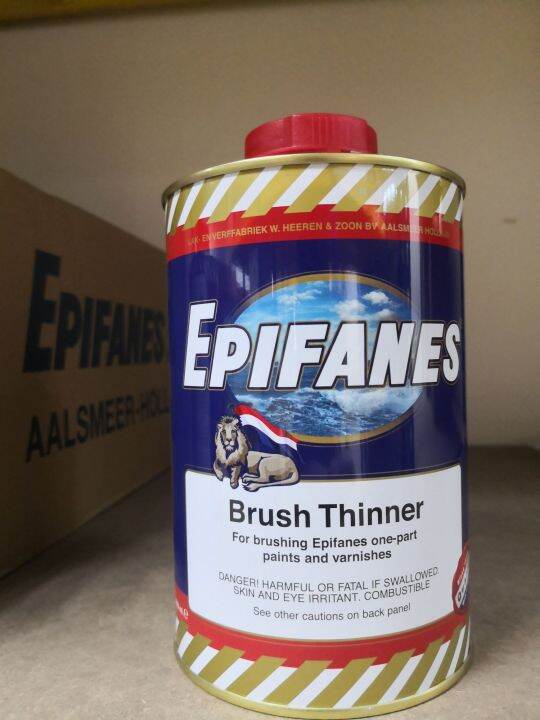 LAK- EN VERFFABRIEK W. HEEREN & ZOON BV AALSMEER HOLLAND
EPIFANES
Brush Thinner
For brushing Epifanes one-part
paints and varnishes
DANGER! HARMFUL OR FATAL IF SWALLOWED.
SKIN AND EYE IRRITANT. COMBUSTIBLE
See other cautions on back panel
EPIFANES
AALSMEER-HOLL